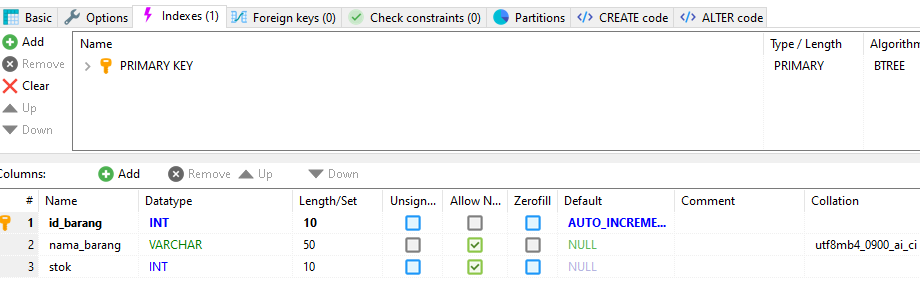 Basic Options Indexes (1) Foreign keys (0) Check constraints (0) Partitions CREATE code ALTER code
Add Name Type / Length Algorithm
Remove PRIMARY KEY PRIMARY BTREE
Clear
Up
Down
Columns: Add Remove Up Down
# Name Datatype Length/Set Unsign... Allow N... Zerofill Default Comment Collation
1 id_barang INT 10 AUTO_INCREME...
2 nama_barang VARCHAR 50 NULL utf8mb4_0900_ai_ci
3 stok INT 10 NULL